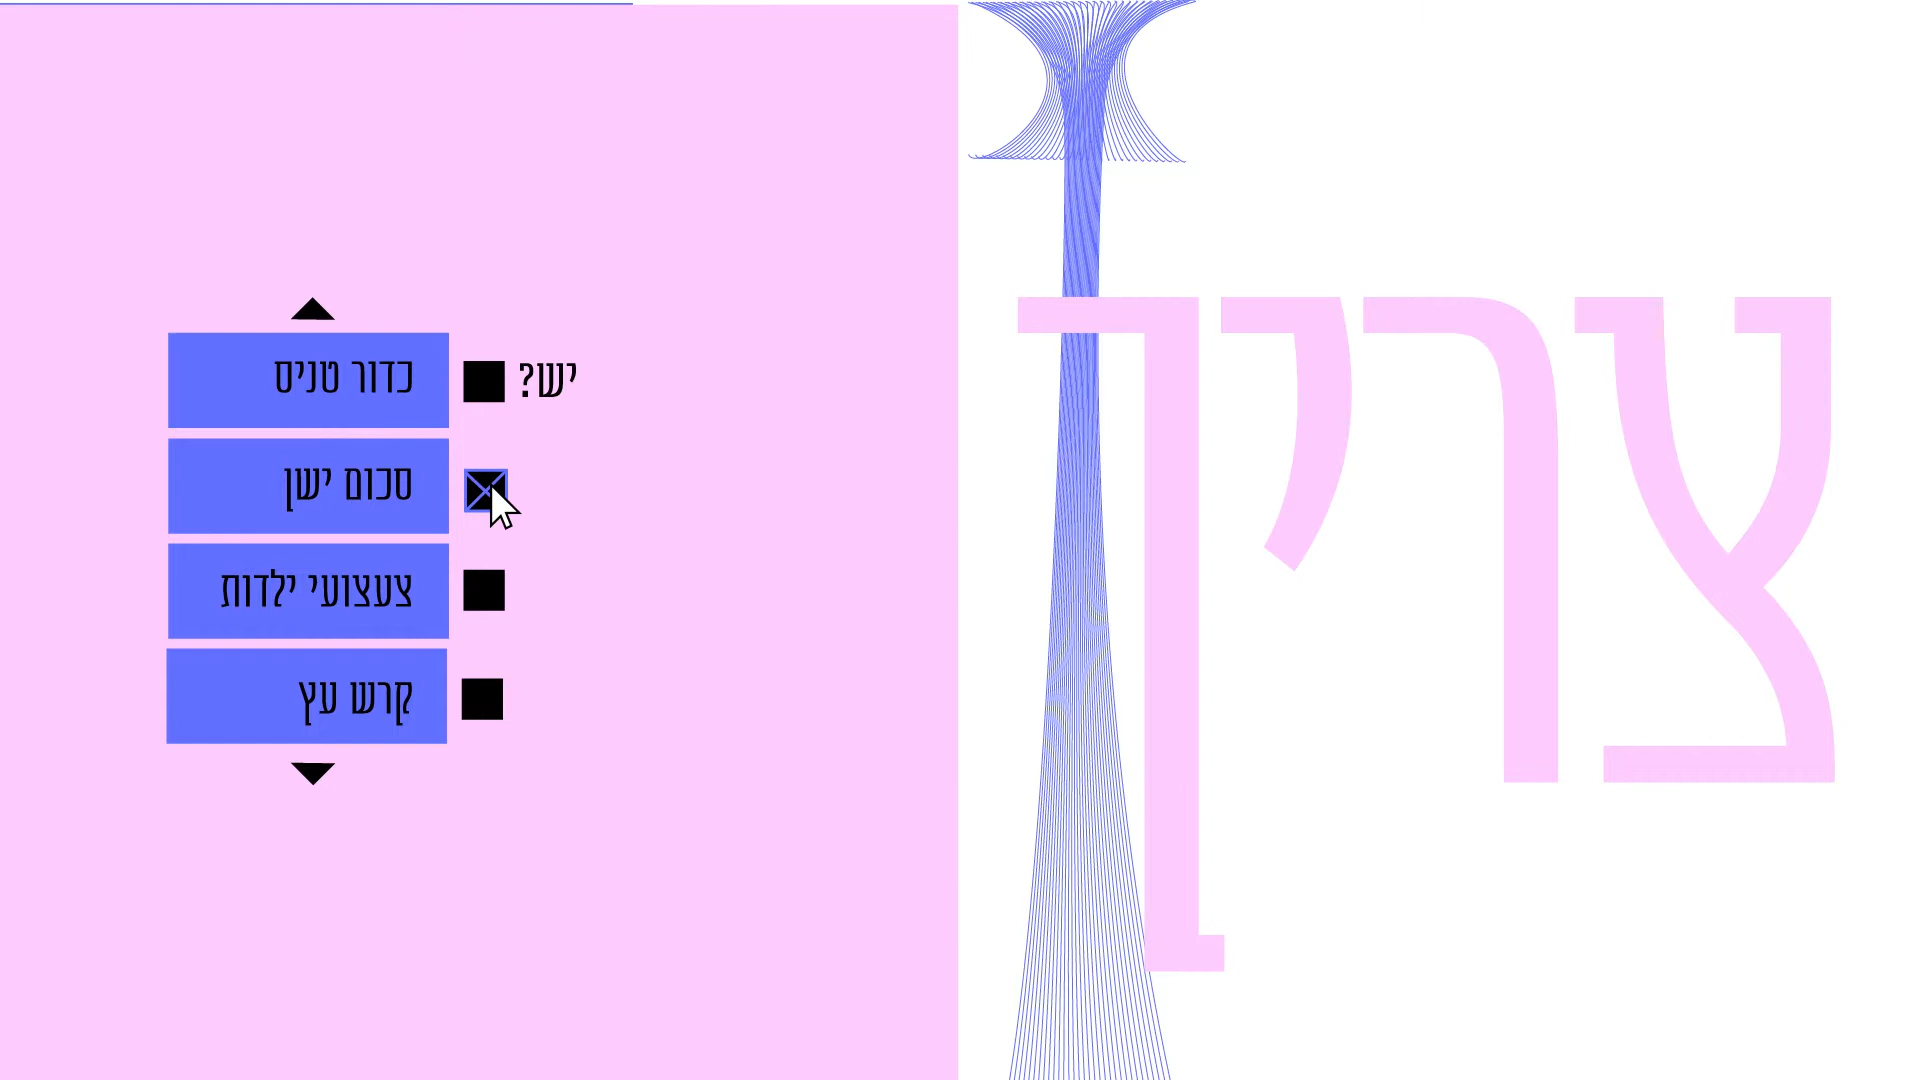 צריך
יש?
כדור טניס
סכום ישן
צעצועי ילדות
קרש עץ